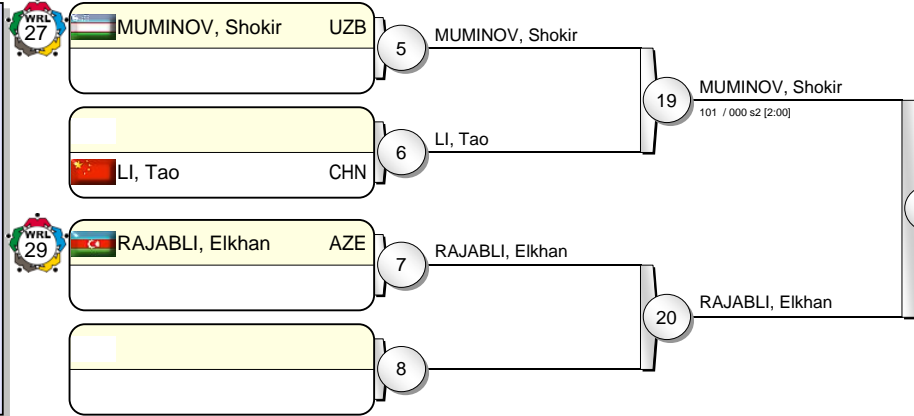 WRL
27
MUMINOV, Shokir UZB
5
MUMINOV, Shokir
19
MUMINOV, Shokir
101 / 000 s2 [2:00]
6
LI, Tao
LI, Tao CHN
WRL
29
RAJABLI, Elkhan AZE
7
RAJABLI, Elkhan
20
RAJABLI, Elkhan
8